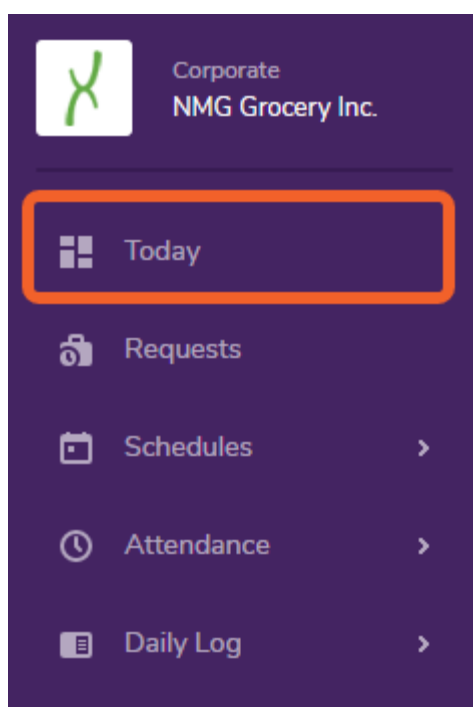 Corporate
NMG Grocery Inc.
Today
Requests
Schedules
Attendance
Daily Log